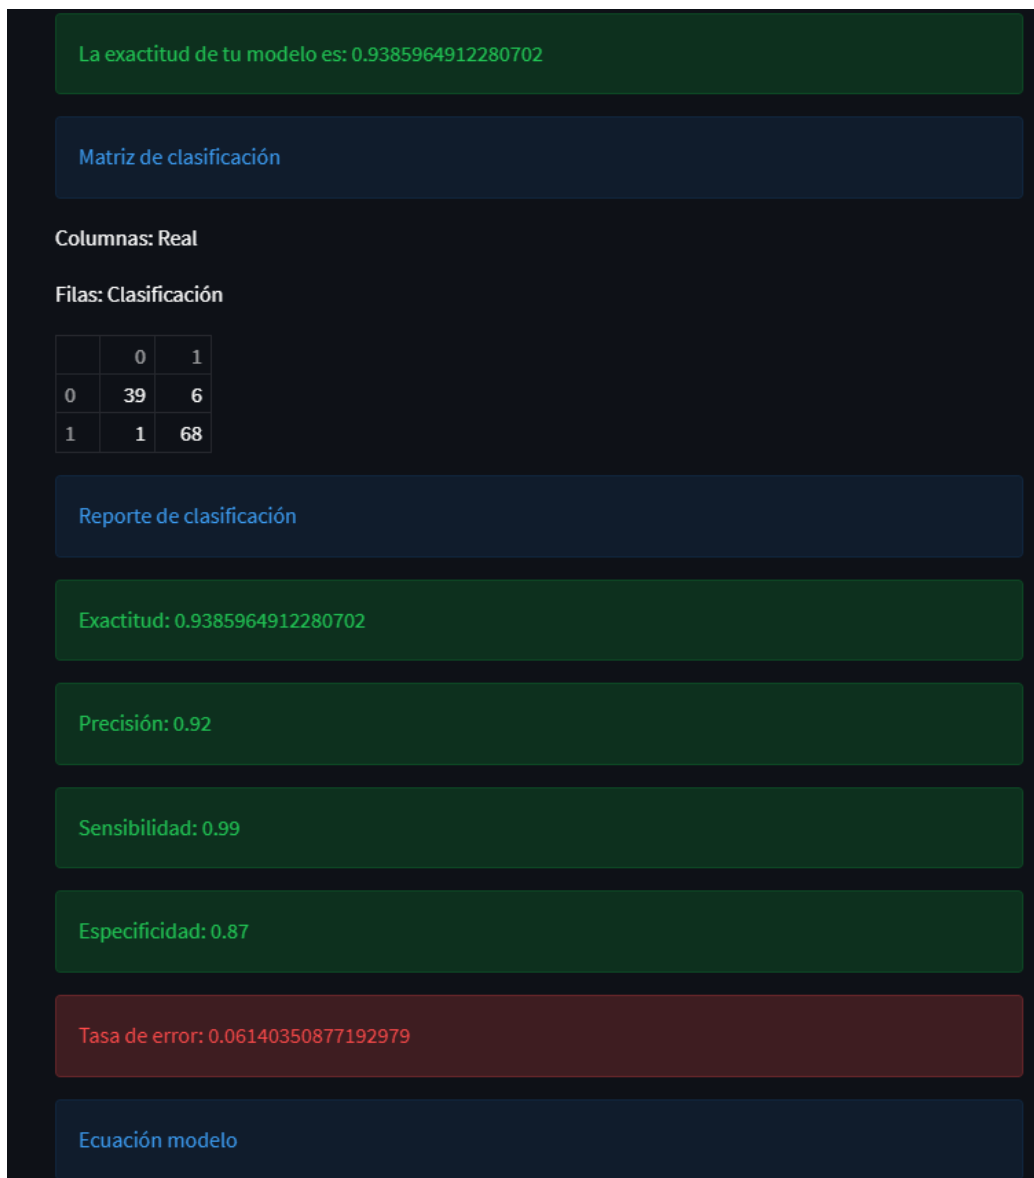 La exactitud de tu modelo es: 0.9385964912280702
Matriz de clasificación
Columnas: Real
Filas: Clasificación
0 1
0 39 6
1 1 68
Reporte de clasificación
Exactitud: 0.9385964912280702
Precisión: 0.92
Sensibilidad: 0.99
Especificidad: 0.87
Tasa de error: 0.06140350877192979
Ecuación modelo